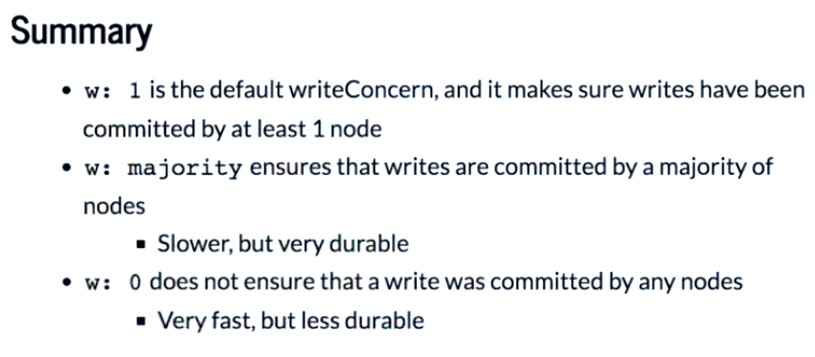 Summary
• w: 1 is the default writeConcern, and it makes sure writes have been
committed by at least 1 node
• w: majority ensures that writes are committed by a majority of
nodes
▪ Slower, but very durable
• w: 0 does not ensure that a write was committed by any nodes
▪ Very fast, but less durable